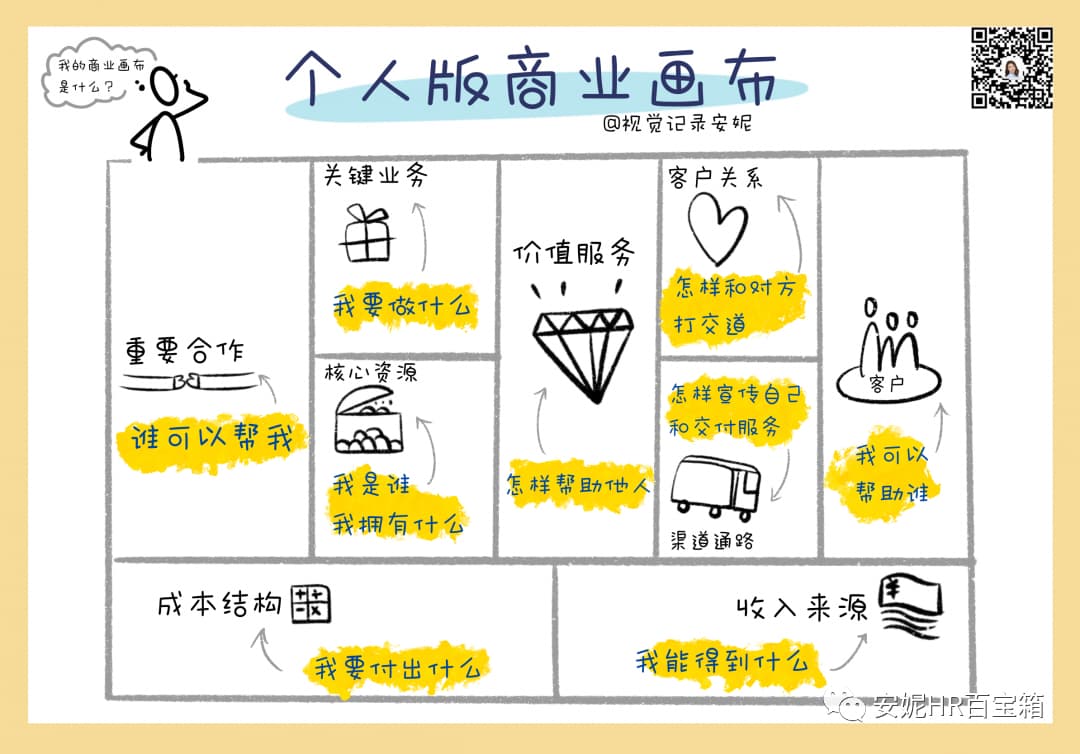 我的商业画布
是什么？
个人版商业画布
@视觉记录安妮
重要合作
谁可以帮我
关键业务
我要做什么
核心资源
我是谁
我拥有什么
价值服务
怎样帮助他人
客户关系
怎样和对方
打交道
怎样宣传自己
和交付服务
渠道通路
客户
我可以
帮助谁
成本结构
我要付出什么
收入来源
¥
我能得到什么
安妮HR百宝箱